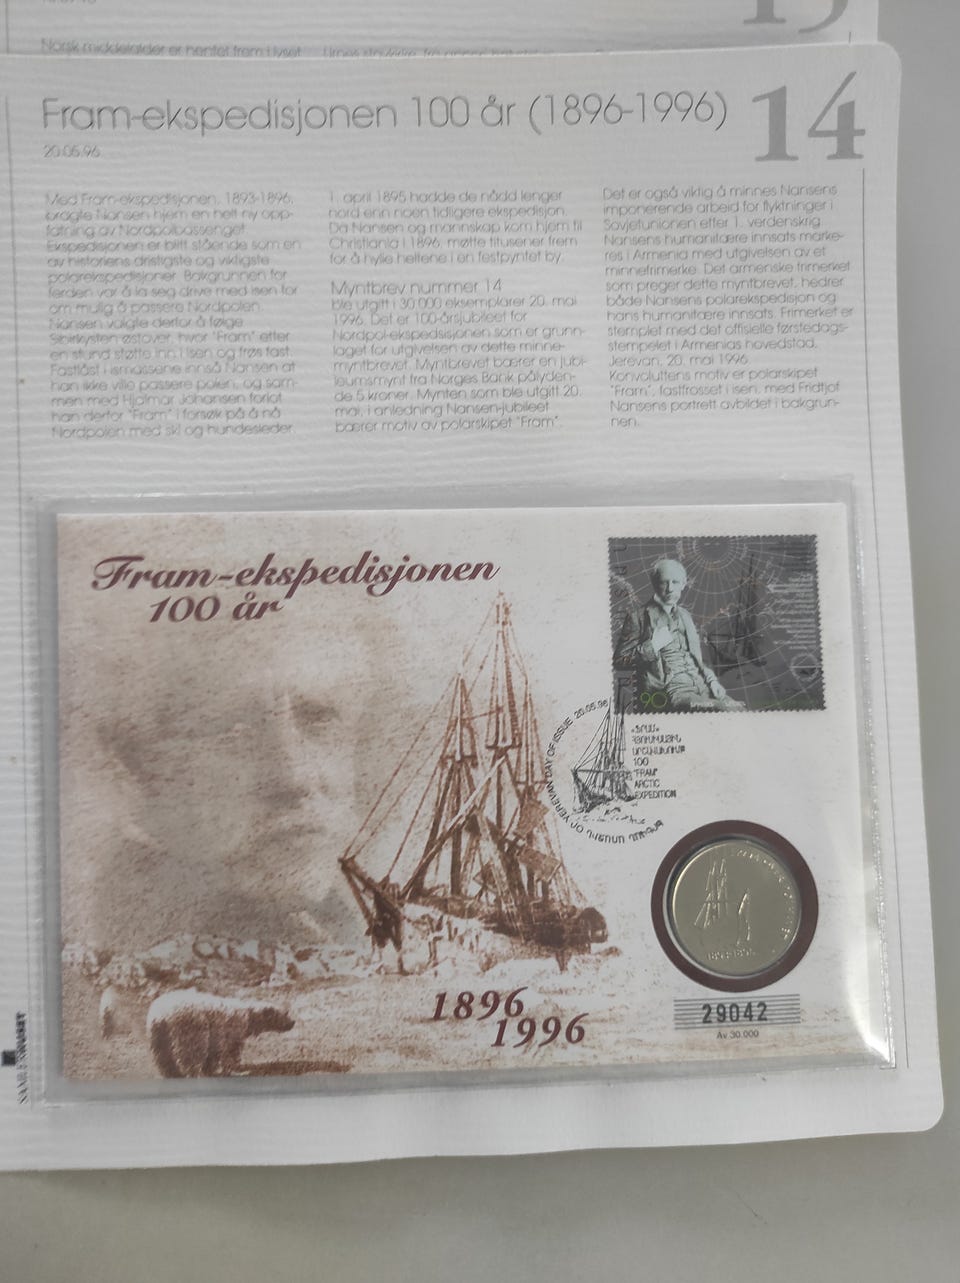 Norsk middelalder er hentet frem i lyset
Fram-ekspedisjonen 100 år (1896-1996)
14
20.05.96
Med Fram-ekspedisjonen, 1893-1896,
bragte Nansen hjem en helt ny opp-
fatning av Nordpolbassenget.
Ekspedisjonen er blitt stående som en
av historiens dristigste og viktigste
polarekspedisjoner. Bakgrunnen for
ferden var å la seg drive med isen for
om mulig å passere Nordpolen.
Nansen valgte derfor å følge
Sibirkysten østover, hvor "Fram" etter
en stund støtte inn i isen og frøs fast.
Fastlåst i ismassene innså Nansen at
han ikke ville passere polen, og sam-
men med Hjalmar Johansen forlot
han derfor "Fram" i forsøk på å nå
Nordpolen med ski og hundesleder.
1. april 1895 hadde de nådd lenger
nord enn noen tidligere ekspedisjon.
Da Nansen og mannskap kom hjem til
Christiania i 1896, møtte titusener frem
for å hylle heltene i en festpyntet by.
Myntbrev nummer 14
ble utgitt i 30.000 eksemplarer 20. mai
1996. Det er 100-årsjubileet for
Nordpol-ekspedisjonen som er grunn-
laget for utgivelsen av dette minne-
myntbrevet. Myntbrevet bærer en jubi-
leumsmynt fra Norges Bank pålyden-
de 5 kroner. Mynten som ble utgitt 20.
mai, i anledning Nansen-jubileet
bærer motiv av polarskipet "Fram".
Det er også viktig å minnes Nansens
imponerende arbeid for flyktninger i
Sovjetunionen etter 1. verdenskrig.
Nansens humanitære innsats marke-
res i Armenia med utgivelsen av et
minnefrimerke. Det armenske frimerket
som preger dette myntbrevet, hedrer
både Nansens polarekspedisjon og
hans humanitære innsats. Frimerket er
stemplet med det offisielle førstedags-
stempelet i Armenias hovedstad,
Jerevan, 20. mai 1996.
Konvoluttens motiv er polarskipet
"Fram", fastfrosset i isen, med Fridtjof
Nansens portrett avbildet i bakgrun-
nen.
Fram-ekspedisjonen
100 år
90
YEREVAN DAY OF ISSUE 20.05.96
100
"FRAM"
ARCTIC
EXPEDITION
1896
1996
29042
Av 30.000
SAMLERHUSET